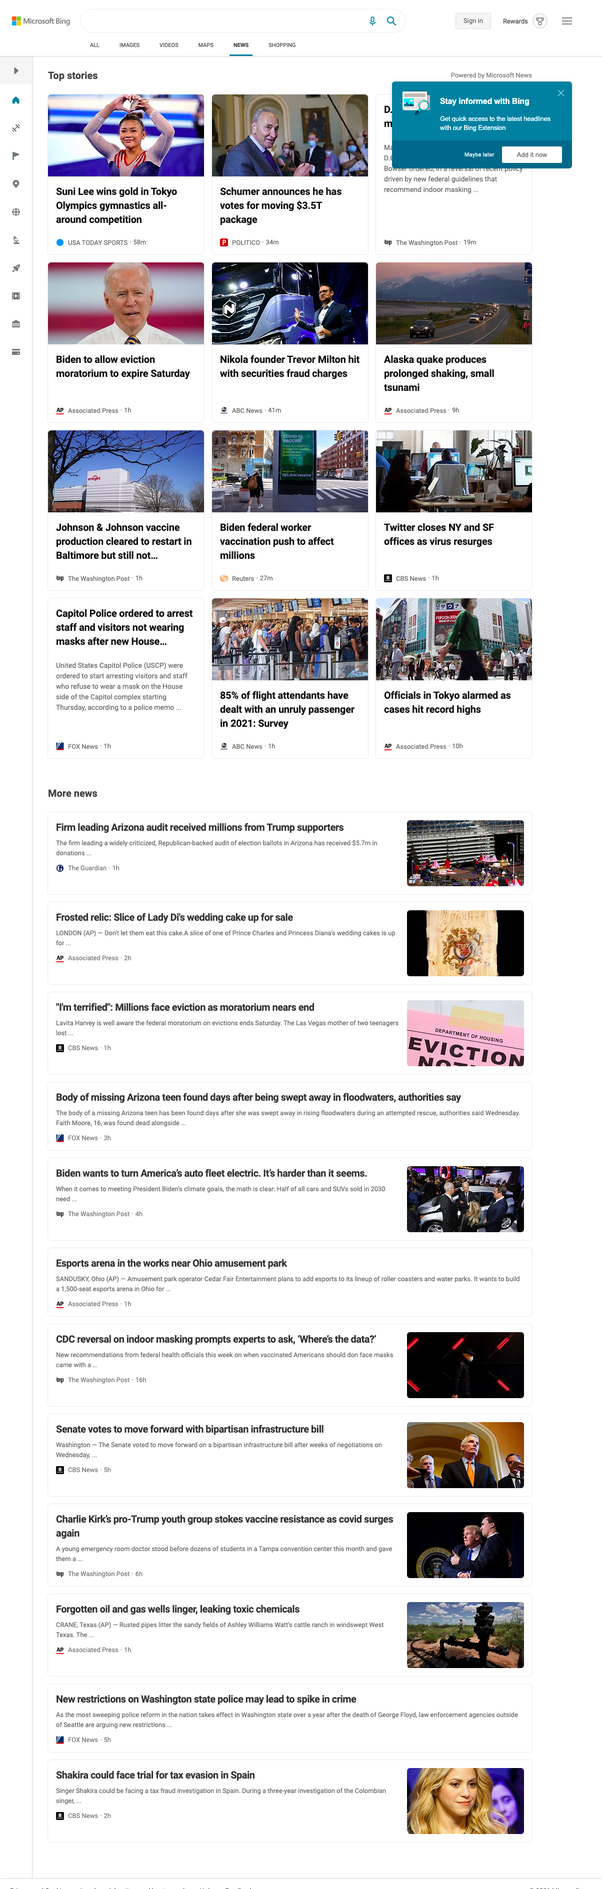 Microsoft Bing
Sign in
Rewards
ALL
IMAGES
VIDEOS
MAPS
NEWS
SHOPPING
Top stories
Powered by Microsoft News
Stay informed with Bing
Get quick access to the latest headlines
with our Bing Extension
Maybe later
Add it now
Suni Lee wins gold in Tokyo
Olympics gymnastics all-
around competition
USA TODAY SPORTS · 58m
Schumer announces he has
votes for moving $3.5T
package
POLITICO · 34m
driven by new federal guidelines that
recommend indoor masking ...
The Washington Post · 19m
Biden to allow eviction
moratorium to expire Saturday
Associated Press · 1h
Nikola founder Trevor Milton hit
with securities fraud charges
ABC News · 41m
Alaska quake produces
prolonged shaking, small
tsunami
Associated Press · 9h
Johnson & Johnson vaccine
production cleared to restart in
Baltimore but still not...
The Washington Post · 1h
Biden federal worker
vaccination push to affect
millions
Reuters · 27m
Twitter closes NY and SF
offices as virus resurges
CBS News · 1h
Capitol Police ordered to arrest
staff and visitors not wearing
masks after new House...
United States Capitol Police (USCP) were
ordered to start arresting visitors and staff
who refuse to wear a mask on the House
side of the Capitol complex starting
Thursday, according to a police memo ...
FOX News · 1h
85% of flight attendants have
dealt with an unruly passenger
in 2021: Survey
ABC News · 1h
Officials in Tokyo alarmed as
cases hit record highs
Associated Press · 10h
More news
Firm leading Arizona audit received millions from Trump supporters
The firm leading a widely criticized, Republican-backed audit of election ballots in Arizona has received $5.7m in
donations ...
The Guardian · 1h
Frosted relic: Slice of Lady Di's wedding cake up for sale
LONDON (AP) — Don't let them eat this cake.A slice of one of Prince Charles and Princess Diana's wedding cakes is up
for ...
Associated Press · 2h
"I'm terrified": Millions face eviction as moratorium nears end
Lavita Harvey is well aware the federal moratorium on evictions ends Saturday. The Las Vegas mother of two teenagers
lost ...
CBS News · 1h
DEPARTMENT OF HOUSING
EVICTION
Body of missing Arizona teen found days after being swept away in floodwaters, authorities say
The body of a missing Arizona teen has been found days after she was swept away in rising floodwaters during an attempted rescue, authorities said Wednesday.
Faith Moore, 16, was found dead alongside ...
FOX News · 3h
Biden wants to turn America's auto fleet electric. It's harder than it seems.
When it comes to meeting President Biden's climate goals, the math is clear: Half of all cars and SUVs sold in 2030
need ...
The Washington Post · 4h
Esports arena in the works near Ohio amusement park
SANDUSKY, Ohio (AP) — Amusement park operator Cedar Fair Entertainment plans to add esports to its lineup of roller coasters and water parks. It wants to build
a 1,500-seat esports arena in Ohio for ...
Associated Press · 1h
CDC reversal on indoor masking prompts experts to ask, 'Where's the data?'
New recommendations from federal health officials this week on when vaccinated Americans should don face masks
came with a ...
The Washington Post · 16h
Senate votes to move forward with bipartisan infrastructure bill
Washington — The Senate voted to move forward on a bipartisan infrastructure bill after weeks of negotiations on
Wednesday, ...
CBS News · 5h
Charlie Kirk's pro-Trump youth group stokes vaccine resistance as covid surges
again
A young emergency room doctor stood before dozens of students in a Tampa convention center this month and gave
them a ...
The Washington Post · 6h
Forgotten oil and gas wells linger, leaking toxic chemicals
CRANE, Texas (AP) — Rusted pipes litter the sandy fields of Ashley Williams Watt's cattle ranch in windswept West
Texas. The ...
Associated Press · 1h
New restrictions on Washington state police may lead to spike in crime
As the most sweeping police reform in the nation takes effect in Washington state over a year after the death of George Floyd, law enforcement agencies outside
of Seattle are arguing new restrictions ...
FOX News · 5h
Shakira could face trial for tax evasion in Spain
Singer Shakira could be facing a tax fraud investigation in Spain. During a three-year investigation of the Colombian
singer, ...
CBS News · 2h